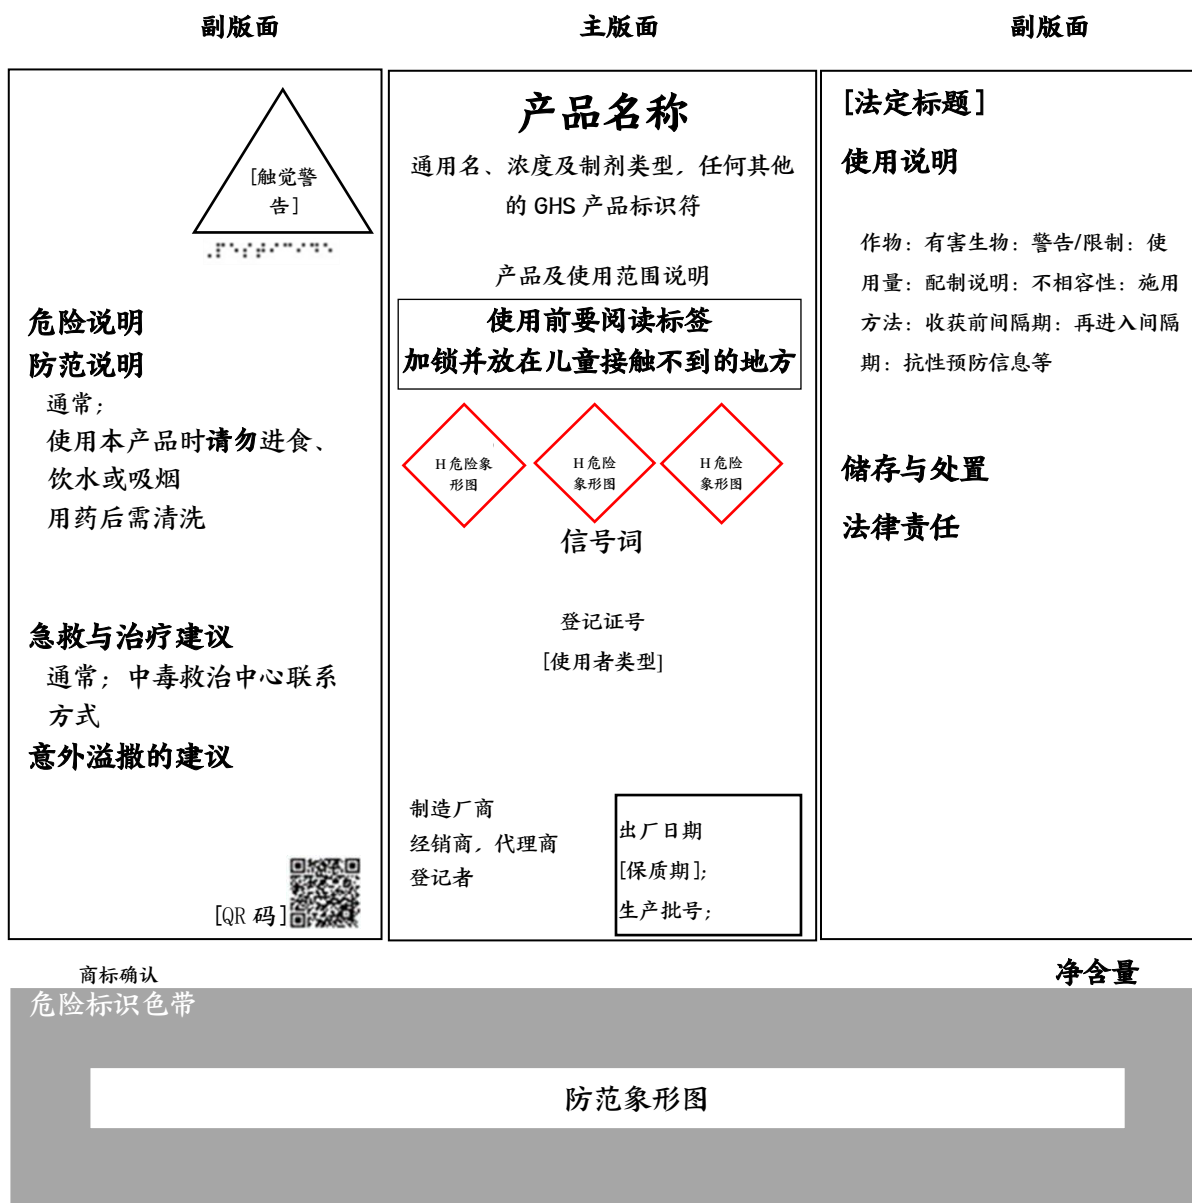 副版面
主版面
副版面
[触觉警
告]
危险说明
防范说明
通常;
使用本产品时请勿进食、
饮水或吸烟
用药后需清洗
急救与治疗建议
通常; 中毒救治中心联系
方式
意外溢撒的建议
[QR 码]
产品名称
通用名、浓度及制剂类型, 任何其他
的 GHS 产品标识符
产品及使用范围说明
使用前要阅读标签
加锁并放在儿童接触不到的地方
H 危险象
形图
H 危险
象形图
H 危险
象形图
信号词
登记证号
[使用者类型]
制造厂商
经销商, 代理商
登记者
出厂日期
[保质期];
生产批号;
[法定标题]
使用说明
作物: 有害生物: 警告/限制: 使
用量: 配制说明: 不相容性: 施用
方法: 收获前间隔期: 再进入间隔
期: 抗性预防信息等
储存与处置
法律责任
商标确认
净含量
危险标识色带
防范象形图